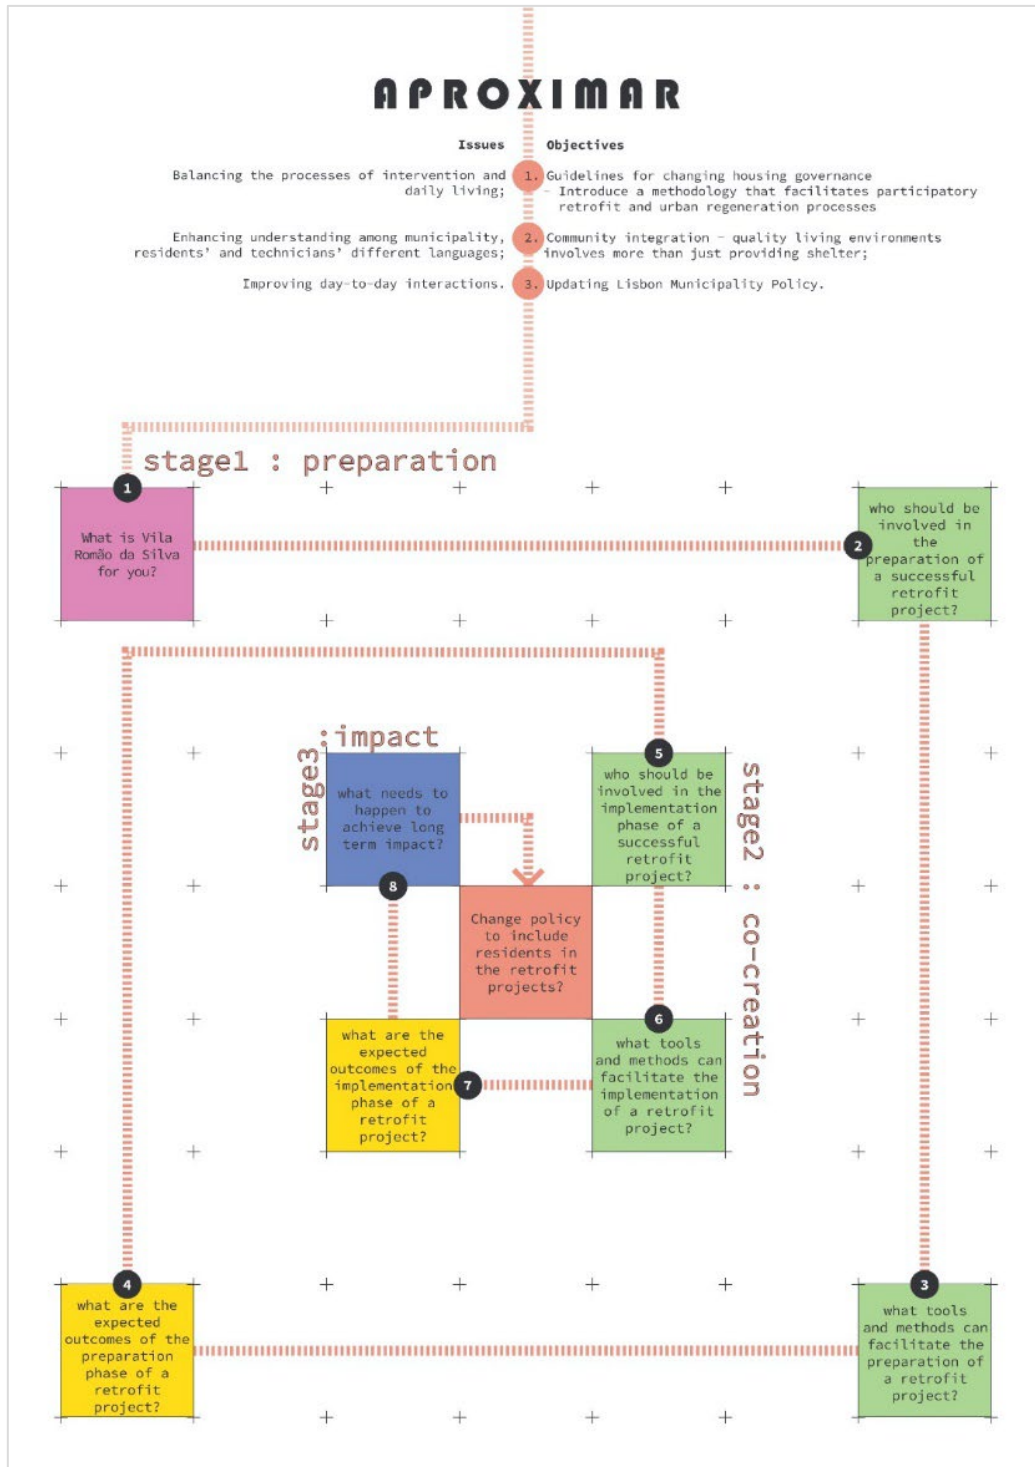 APROXIMAR
Issues
Objectives
Balancing the processes of intervention and
daily living;
1.
Guidelines for changing housing governance
- Introduce a methodology that facilitates participatory
retrofit and urban regeneration processes
Enhancing understanding among municipality,
residents' and technicians' different languages;
2.
Community integration – quality living environments
involves more than just providing shelter;
Improving day-to-day interactions.
3.
Updating Lisbon Municipality Policy.
stage1 : preparation
1
What is Vila
Romão da Silva
for you?
2
who should be
involved in
the
preparation of
a successful
retrofit
project?
stage3
:impact
what needs to
happen to
achieve long
term impact?
8
5
who should be
involved in the
implementation
phase of a
successful
retrofit
project?
stage2 : co-creation
Change policy
to include
residents in
the retrofit
projects?
what are the
expected
outcomes of the
implementation
phase of a
retrofit
project?
7
6
what tools
and methods can
facilitate the
implementation
of a retrofit
project?
4
what are the
expected
outcomes of the
preparation
phase of a
retrofit
project?
3
what tools
and methods can
facilitate the
preparation of
a retrofit
project?